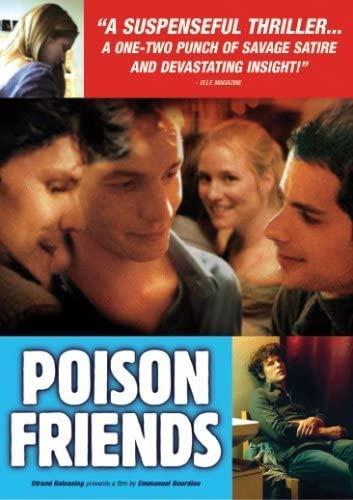 “A SUSPENSEFUL THRILLER...
A ONE-TWO PUNCH OF SAVAGE SATIRE
AND DEVASTATING INSIGHT!”
- ELLE MAGAZINE
POISON
FRIENDS
Strand Releasing presents a film by Emmanuel Bourdieu